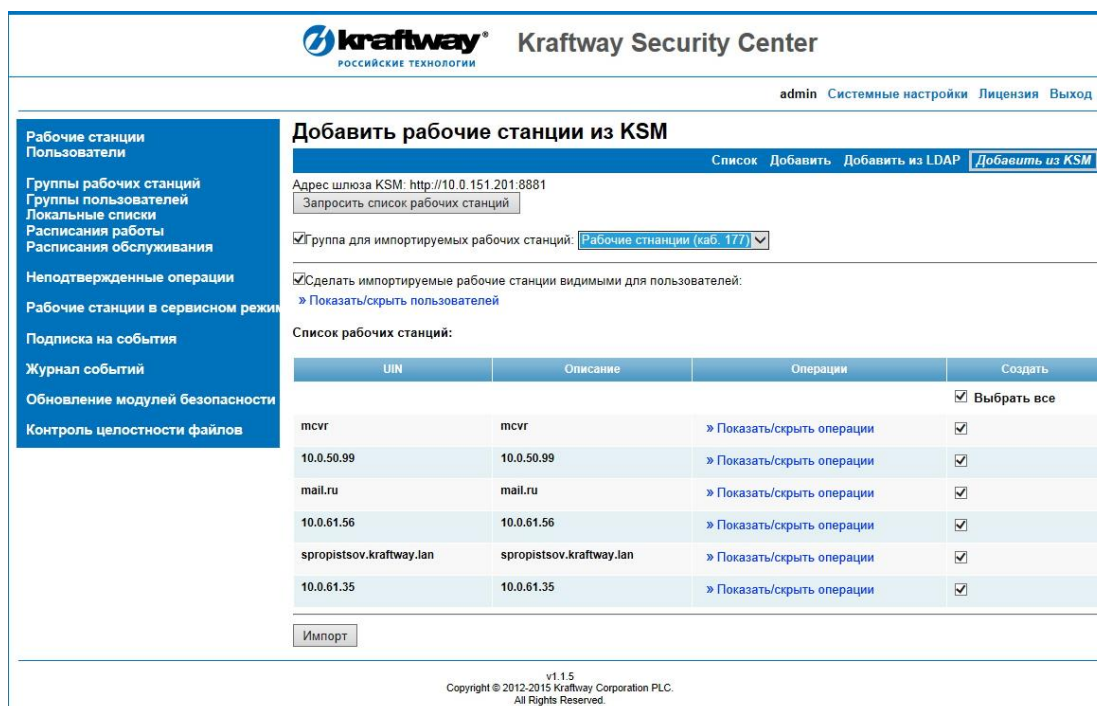 kraftway® Kraftway Security Center
РОССИЙСКИЕ ТЕХНОЛОГИИ
admin Системные настройки Лицензия Выход
Рабочие станции
Пользователи
Группы рабочих станций
Группы пользователей
Локальные списки
Расписания работы
Расписания обслуживания
Неподтвержденные операции
Рабочие станции в сервисном режим
Подписка на события
Журнал событий
Обновление модулей безопасности
Контроль целостности файлов
Добавить рабочие станции из KSM
Список Добавить Добавить из LDAP Добавить из KSM
Адрес шлюза KSM: http://10.0.151.201:8881
Запросить список рабочих станций
Группа для импортируемых рабочих станций: Рабочие стнанции (каб. 177)
Сделать импортируемые рабочие станции видимыми для пользователей:
» Показать/скрыть пользователей
Список рабочих станций:
UIN Описание Операции Создать
Выбрать все
mcvr mcvr » Показать/скрыть операции
10.0.50.99 10.0.50.99 » Показать/скрыть операции
mail.ru mail.ru » Показать/скрыть операции
10.0.61.56 10.0.61.56 » Показать/скрыть операции
spropistsov.kraftway.lan spropistsov.kraftway.lan » Показать/скрыть операции
10.0.61.35 10.0.61.35 » Показать/скрыть операции
Импорт
v1.1.5
Copyright © 2012-2015 Kraftway Corporation PLC.
All Rights Reserved.